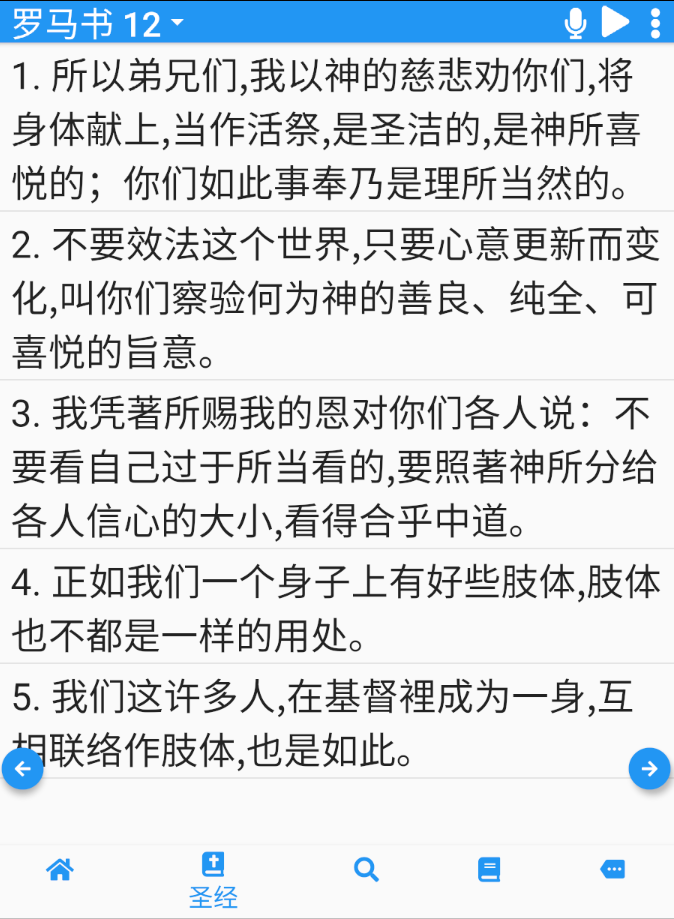 罗马书 12
1. 所以弟兄们,我以神的慈悲劝你们,将
身体献上,当作活祭,是圣洁的,是神所喜
悦的；你们如此事奉乃是理所当然的。
2. 不要效法这个世界,只要心意更新而变
化,叫你们察验何为神的善良、纯全、可
喜悦的旨意。
3. 我凭著所赐我的恩对你们各人说：不
要看自己过于所当看的,要照著神所分给
各人信心的大小,看得合乎中道。
4. 正如我们一个身子上有好些肢体,肢体
也不都是一样的用处。
5. 我们这许多人,在基督裡成为一身,互
相联络作肢体,也是如此。
圣经